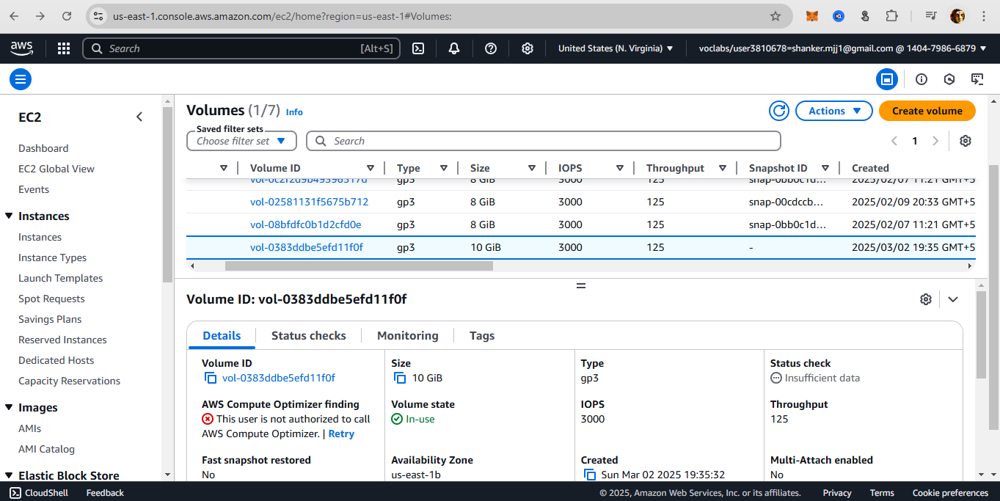 us-east-1.console.aws.amazon.com/ec2/home?region=us-east-1#Volumes:
aws
Search [Alt+S]
United States (N. Virginia)
voclabs/user3810678=shanker.mjj1@gmail.com @ 1404-7986-6879
EC2
Dashboard
EC2 Global View
Events
Instances
Instances
Instance Types
Launch Templates
Spot Requests
Savings Plans
Reserved Instances
Dedicated Hosts
Capacity Reservations
Images
AMIs
AMI Catalog
Elastic Block Store
Volumes (1/7) Info
Actions
Create volume
Saved filter sets
Choose filter set
Search
1
Volume ID Type Size IOPS Throughput Snapshot ID Created
vol-0c2f2d9b49396517d gp3 8 GiB 3000 125 snap-0bb0c1d... 2025/02/07 11:21 GMT+5
vol-02581131f5675b712 gp3 8 GiB 3000 125 snap-00cdccb... 2025/02/09 20:33 GMT+5
vol-08bfdfc0b1d2cfd0e gp3 8 GiB 3000 125 snap-0bb0c1d... 2025/02/07 11:21 GMT+5
vol-0383ddbe5efd11f0f gp3 10 GiB 3000 125 - 2025/03/02 19:35 GMT+5
Volume ID: vol-0383ddbe5efd11f0f
Details Status checks Monitoring Tags
Volume ID
vol-0383ddbe5efd11f0f
Size
10 GiB
Type
gp3
Status check
Insufficient data
AWS Compute Optimizer finding
This user is not authorized to call
AWS Compute Optimizer. | Retry
Volume state
In-use
IOPS
3000
Throughput
125
Fast snapshot restored
No
Availability Zone
us-east-1b
Created
Sun Mar 02 2025 19:35:32
Multi-Attach enabled
No
CloudShell Feedback
© 2025, Amazon Web Services, Inc. or its affiliates. Privacy Terms Cookie preferences